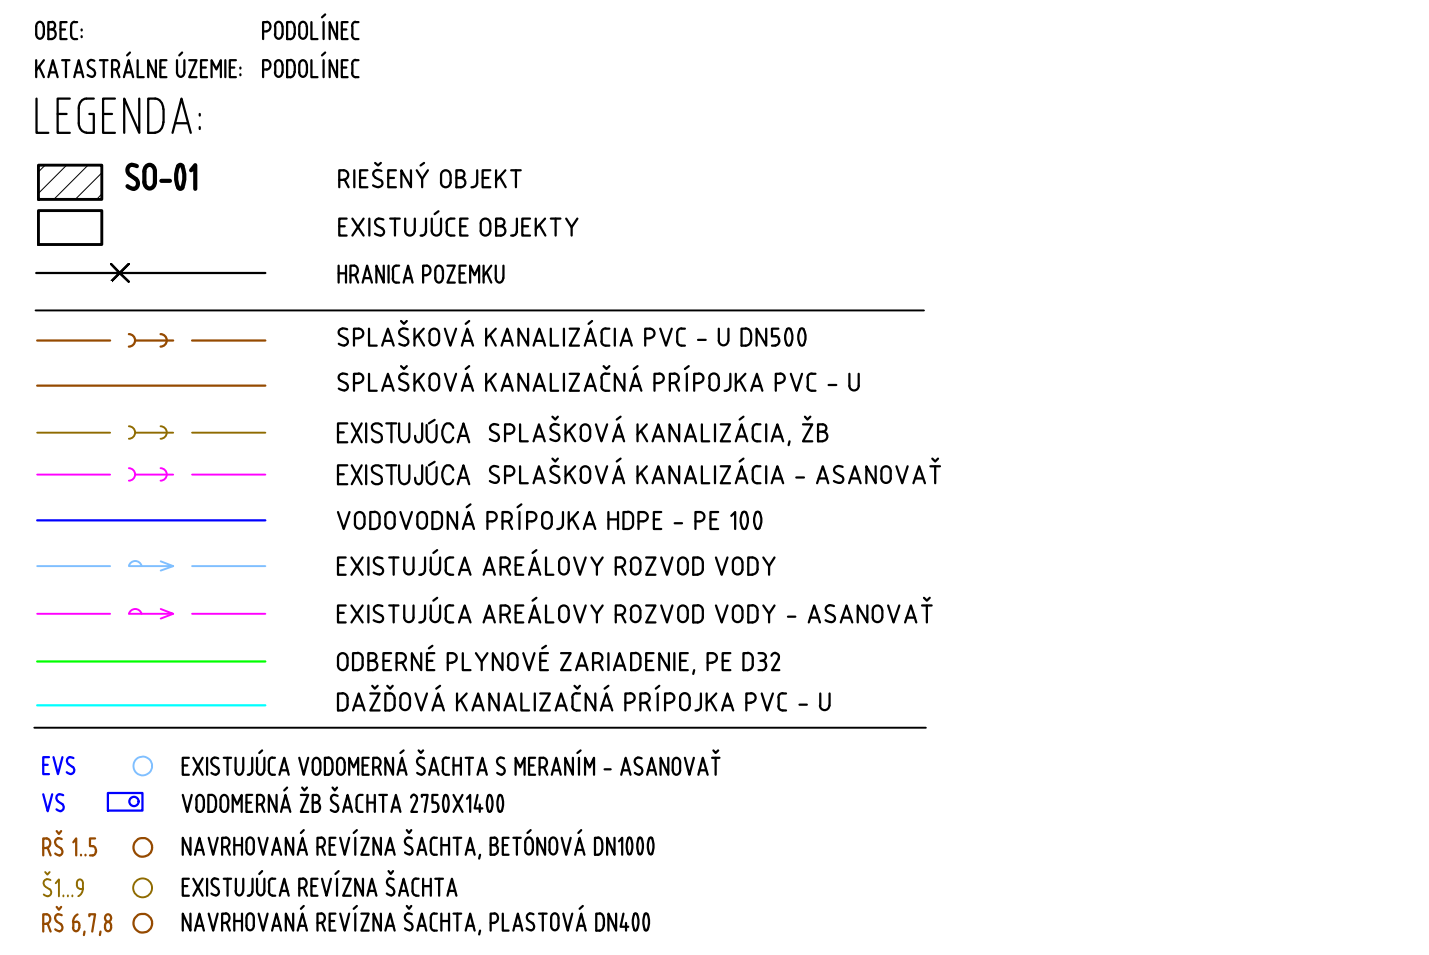 OBEC: PODOLÍNEC
KATASTRÁLNE ÚZEMIE: PODOLÍNEC
LEGENDA:
SO-01 RIEŠENÝ OBJEKT
EXISTUJÚCE OBJEKTY
HRANICA POZEMKU
SPLAŠKOVÁ KANALIZÁCIA PVC - U DN500
SPLAŠKOVÁ KANALIZAČNÁ PRÍPOJKA PVC - U
EXISTUJÚCA SPLAŠKOVÁ KANALIZÁCIA, ŽB
EXISTUJÚCA SPLAŠKOVÁ KANALIZÁCIA - ASANOVAŤ
VODOVODNÁ PRÍPOJKA HDPE - PE 100
EXISTUJÚCA AREÁLOVY ROZVOD VODY
EXISTUJÚCA AREÁLOVY ROZVOD VODY - ASANOVAŤ
ODBERNÉ PLYNOVÉ ZARIADENIE, PE D32
DAŽĎOVÁ KANALIZAČNÁ PRÍPOJKA PVC - U
EVS EXISTUJÚCA VODOMERNÁ ŠACHTA S MERANÍM - ASANOVAŤ
VS VODOMERNÁ ŽB ŠACHTA 2750X1400
RŠ 1..5 NAVRHOVANÁ REVÍZNA ŠACHTA, BETÓNOVÁ DN1000
Š1...9 EXISTUJÚCA REVÍZNA ŠACHTA
RŠ 6,7,8 NAVRHOVANÁ REVÍZNA ŠACHTA, PLASTOVÁ DN400